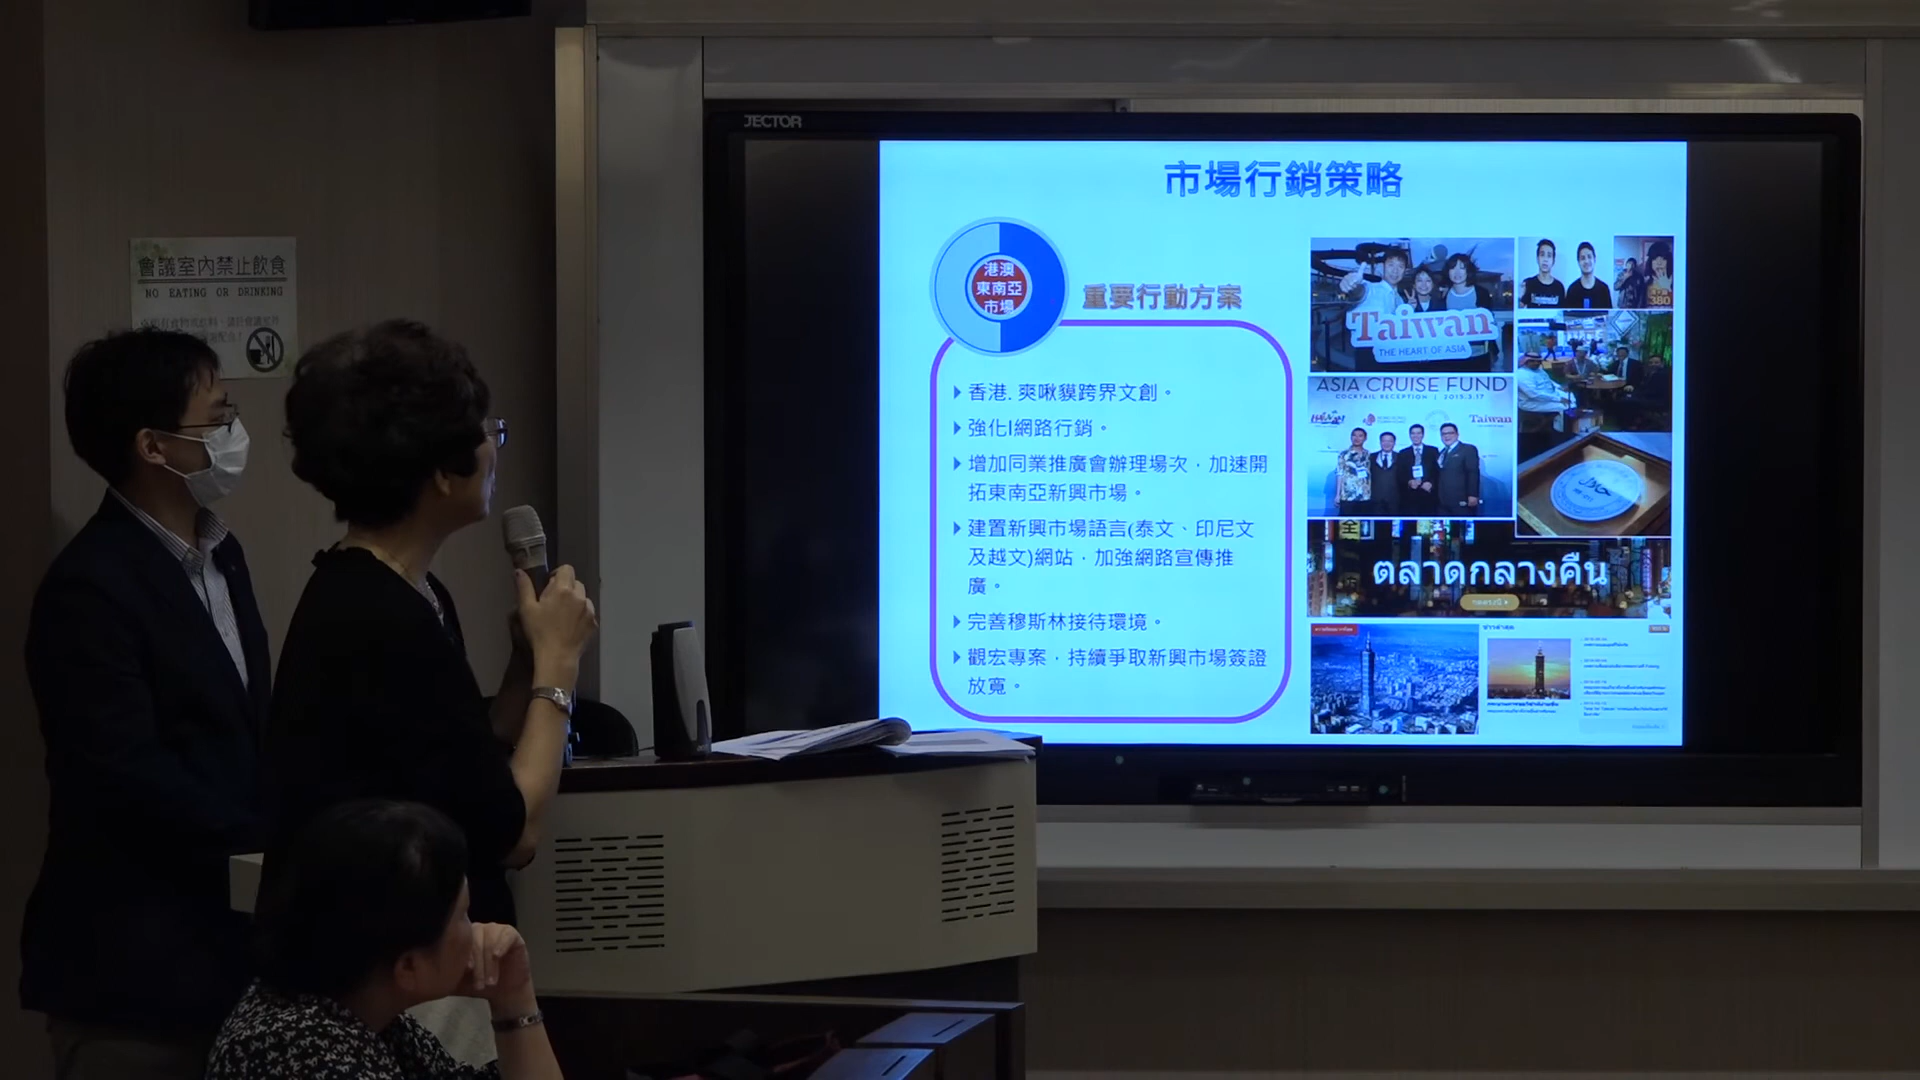 JECTOR
會議室內禁止飲食
NO EATING OR DRINKING
市場行銷策略
港澳
東南亞
市場
重要行動方案
香港. 爽啾貘跨界文創。
強化I網路行銷。
增加同業推廣會辦理場次，加速開
拓東南亞新興市場。
建置新興市場語言(泰文、印尼文
及越文)網站，加強網路宣傳推
廣。
完善穆斯林接待環境。
觀宏專案，持續爭取新興市場簽證
放寬。
Taiwan
THE HEART OF ASIA
380
ASIA CRUISE FUND
COCKTAIL RECEPTION | 2015.3.17
Taiwan
حلال
ตลาดกลางคืน